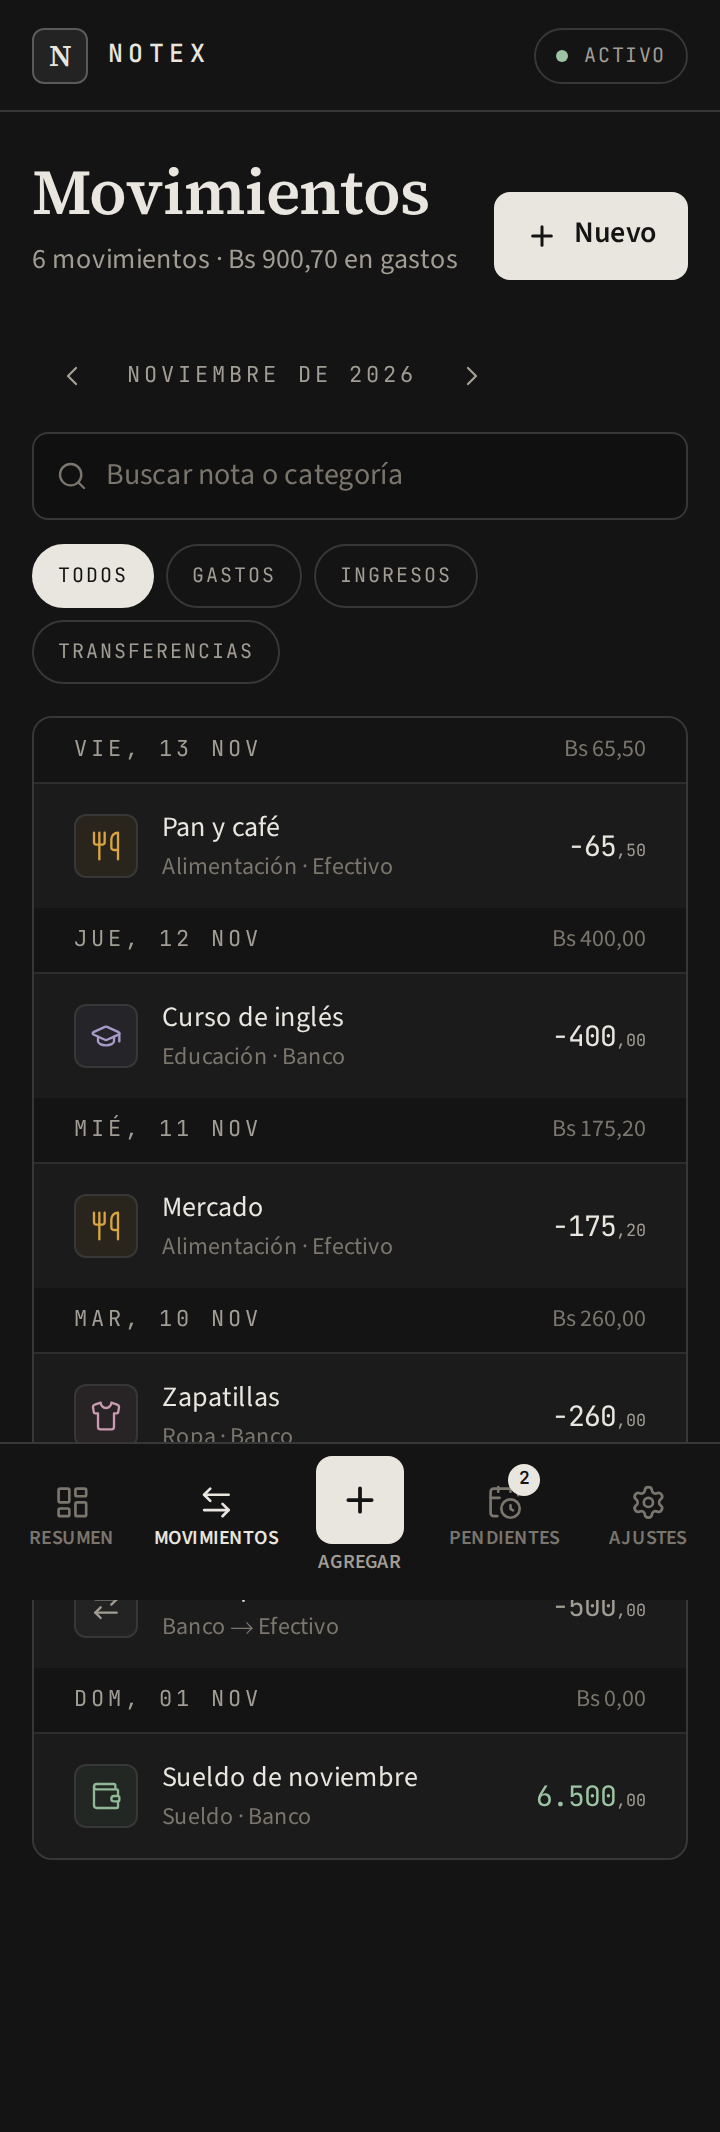 N NOTEX
ACTIVO
Movimientos
6 movimientos · Bs 900,70 en gastos
+ Nuevo
NOVIEMBRE DE 2026
Buscar nota o categoría
TODOS GASTOS INGRESOS
TRANSFERENCIAS
VIE, 13 NOV Bs 65,50
Pan y café
Alimentación · Efectivo
-65,50
JUE, 12 NOV Bs 400,00
Curso de inglés
Educación · Banco
-400,00
MIÉ, 11 NOV Bs 175,20
Mercado
Alimentación · Efectivo
-175,20
MAR, 10 NOV Bs 260,00
Zapatillas
Ropa · Banco
-260,00
RESUMEN
MOVIMIENTOS
AGREGAR
2
PENDIENTES
AJUSTES
Banco → Efectivo
-500,00
DOM, 01 NOV Bs 0,00
Sueldo de noviembre
Sueldo · Banco
6.500,00